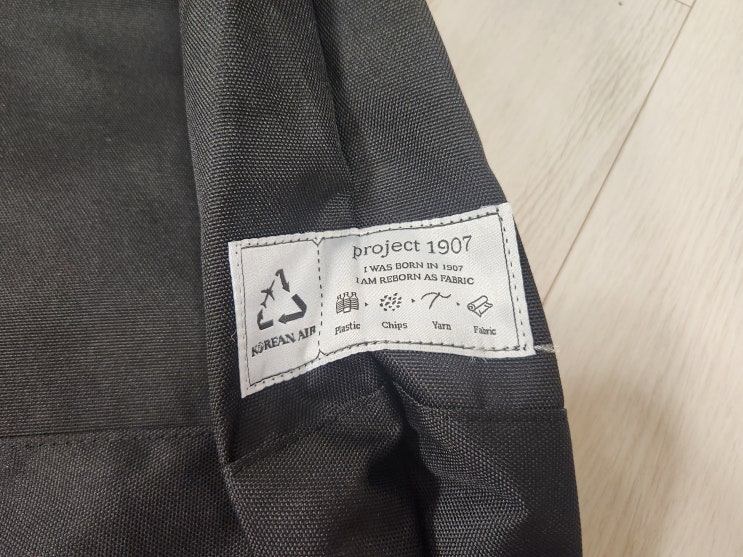 project 1907
I WAS BORN IN 1907
I AM REBORN AS FABRIC
Plastic Chips Yarn Fabric
KOREAN AIR